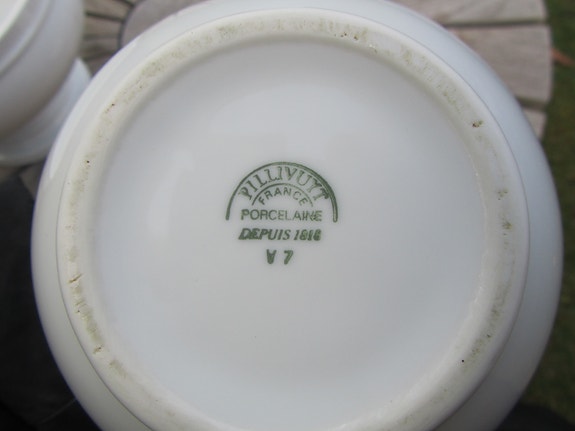 PILLIVUYT
FRANCE
PORCELAINE
DEPUIS 1818
V 7